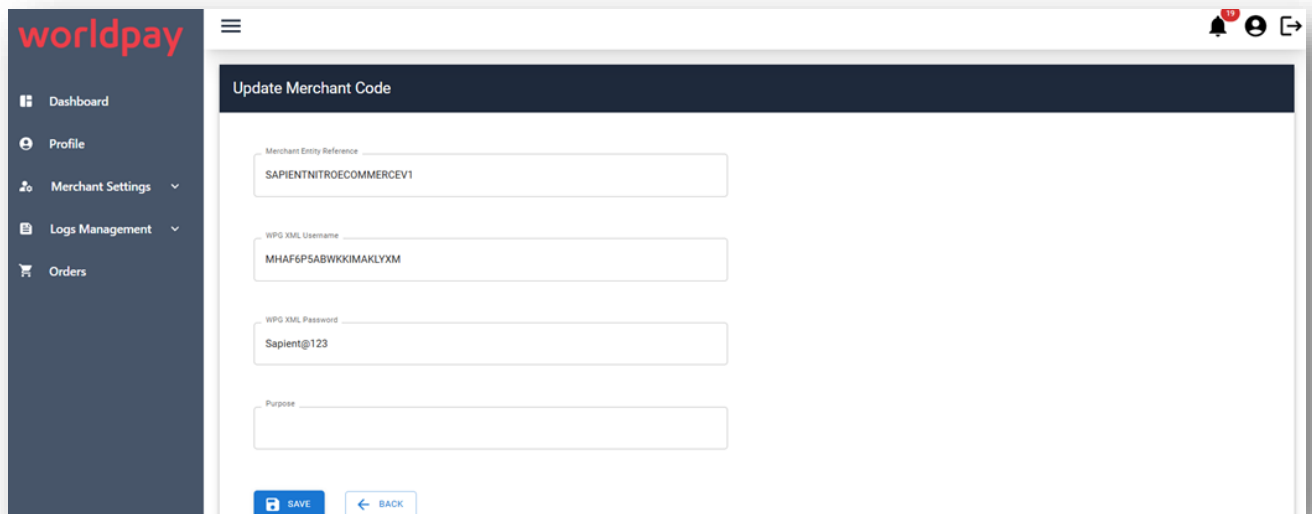 worldpay
19
Update Merchant Code
Dashboard
Profile
Merchant Settings
Logs Management
Orders
Merchant Entity Reference
SAPIENTNITROECOMMERCEV1
WPG XML Username
MHAF6P5ABWKKIMAKLYXM
WPG XML Password
Sapient@123
Purpose
SAVE
BACK